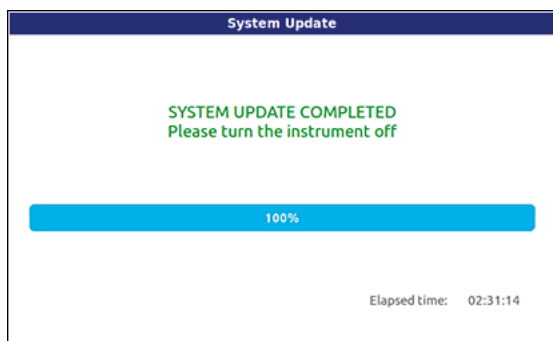 System Update
SYSTEM UPDATE COMPLETED
Please turn the instrument off
100%
Elapsed time: 02:31:14